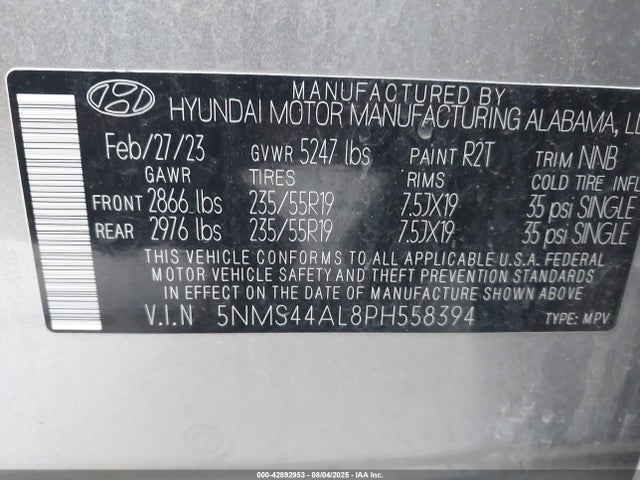 MANUFACTURED BY
HYUNDAI MOTOR MANUFACTURING ALABAMA,
Feb/27/23 GVWR 5247 lbs PAINT R2T TRIM NNB
GAWR TIRES RIMS COLD TIRE INFL
FRONT 2866 lbs 235/55R19 7.5JX19 35 psi SINGLE
REAR 2976 lbs 235/55R19 7.5JX19 35 psi SINGLE
THIS VEHICLE CONFORMS TO ALL APPLICABLE U.S.A. FEDERAL
MOTOR VEHICLE SAFETY AND THEFT PREVENTION STANDARDS
IN EFFECT ON THE DATE OF MANUFACTURE SHOWN ABOVE.
V.I.N 5NMS44AL8PH558394 TYPE: MPV
000-42892953 - 08/04/2025 - IAA Inc.